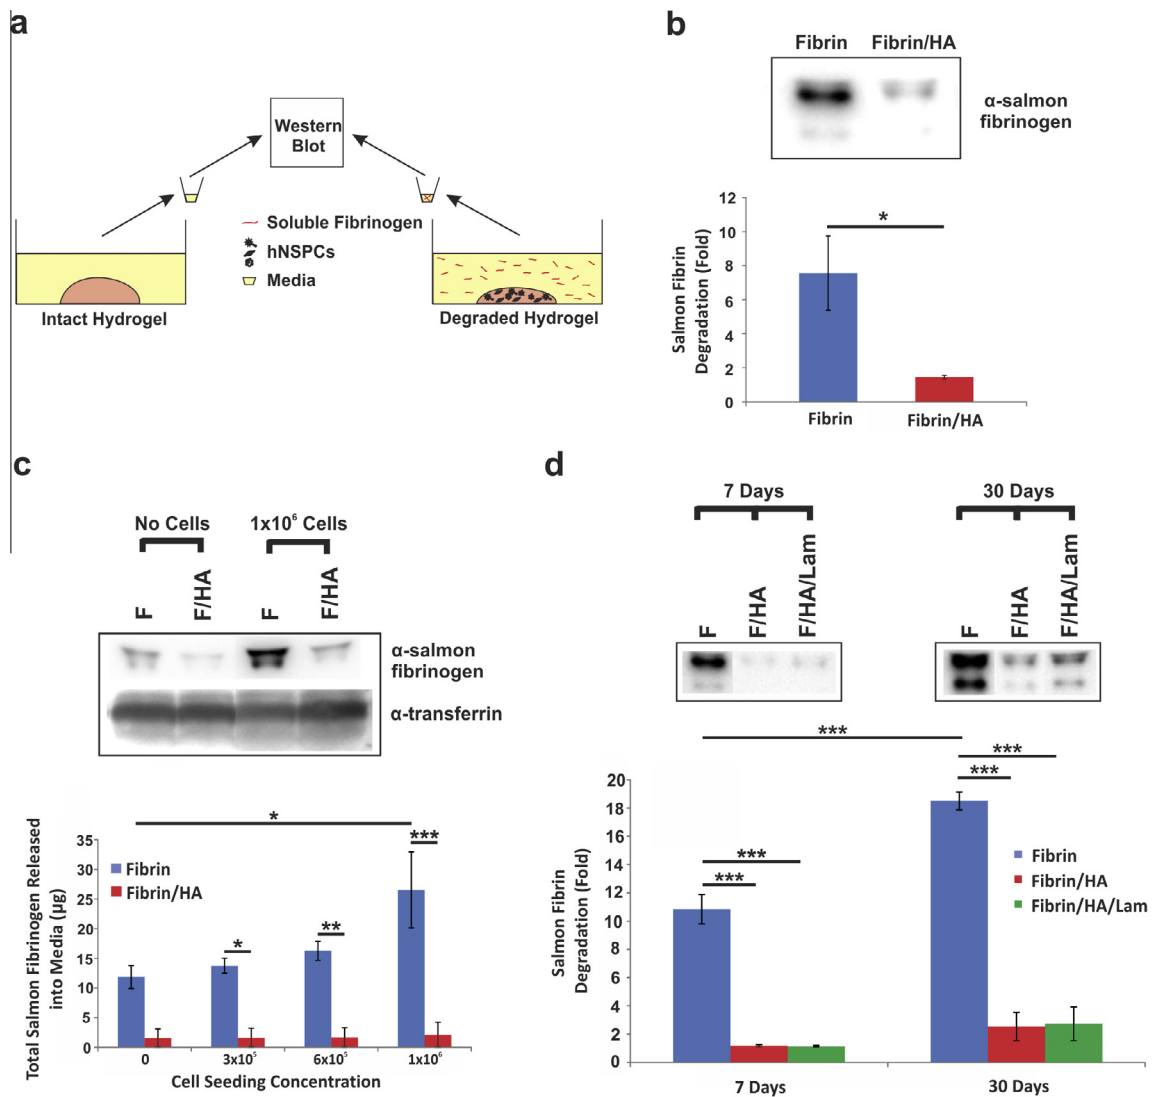 a
Western
Blot
Soluble Fibrinogen
hNSPCs
Media
Intact Hydrogel
Degraded Hydrogel
b
Fibrin Fibrin/HA
α-salmon
fibrinogen
Salmon Fibrin
Degradation (Fold)
12
10
8
6
4
2
0
*
Fibrin Fibrin/HA
c
No Cells 1x10⁶ Cells
F F/HA F F/HA
α-salmon
fibrinogen
α-transferrin
Total Salmon Fibrinogen Released
into Media (µg)
35
30
25
20
15
10
5
0
Fibrin
Fibrin/HA
*
*
**
***
0 3x10⁵ 6x10⁵ 1x10⁶
Cell Seeding Concentration
d
7 Days 30 Days
F F/HA F/HA/Lam F F/HA F/HA/Lam
Salmon Fibrin
Degradation (Fold)
20
18
16
14
12
10
8
6
4
2
0
***
***
***
***
***
Fibrin
Fibrin/HA
Fibrin/HA/Lam
7 Days 30 Days